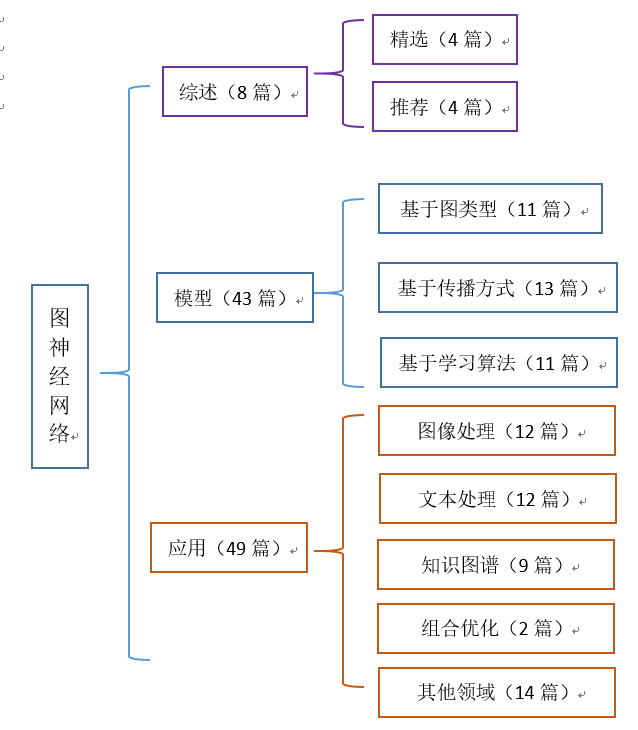 图神经网络
综述（8 篇）
精选（4 篇）
推荐（4 篇）
模型（43 篇）
基于图类型（11 篇）
基于传播方式（13 篇）
基于学习算法（11 篇）
应用（49 篇）
图像处理（12 篇）
文本处理（12 篇）
知识图谱（9 篇）
组合优化（2 篇）
其他领域（14 篇）